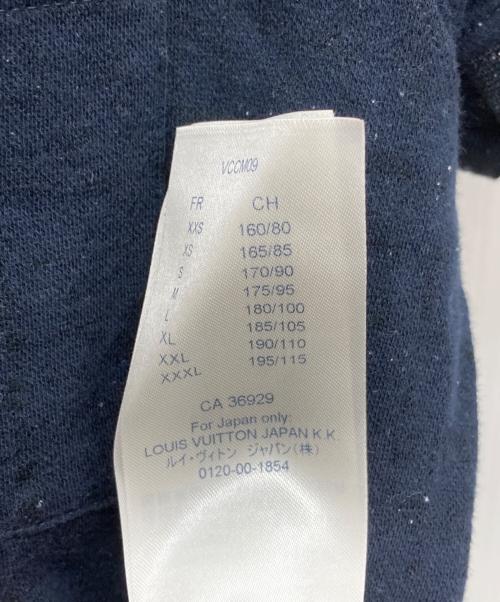 VCCM09
FR CH
XXS 160/80
XS 165/85
S 170/90
M 175/95
L 180/100
XL 185/105
XXL 190/110
XXXL 195/115
CA 36929
For Japan only:
LOUIS VUITTON JAPAN K.K.
ルイ・ヴィトン ジャパン(株)
0120-00-1854